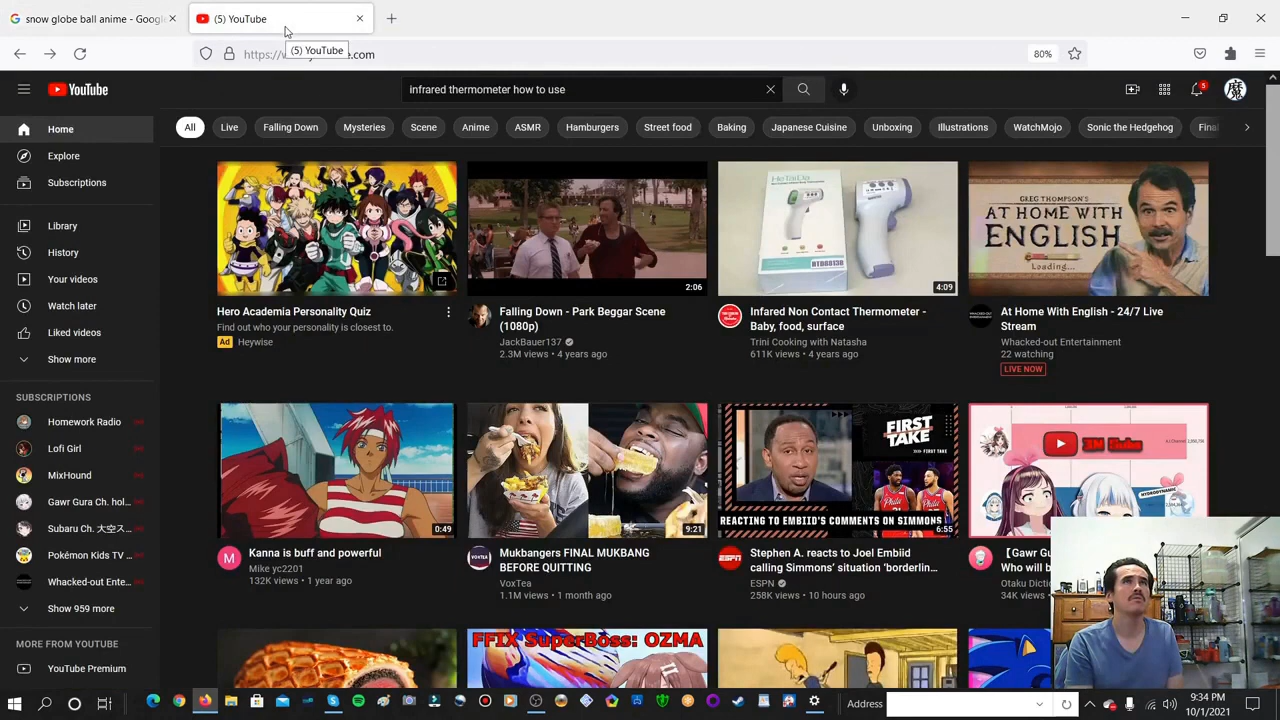 snow globe ball anime - Google
(5) YouTube
(5) YouTube
80%
YouTube
infrared thermometer how to use
5
All
Live
Falling Down
Mysteries
Scene
Anime
ASMR
Hamburgers
Street food
Baking
Japanese Cuisine
Unboxing
Illustrations
WatchMojo
Sonic the Hedgehog
Final
Home
Explore
Subscriptions
Library
History
Your videos
Watch later
Liked videos
Show more
SUBSCRIPTIONS
Homework Radio
Lofi Girl
MixHound
Gawr Gura Ch. hol...
Subaru Ch. 大空ス...
Pokémon Kids TV ...
Whacked-out Ente...
Show 959 more
MORE FROM YOUTUBE
YouTube Premium
Hero Academia Personality Quiz
Find out who your personality is closest to.
Ad Heywise
2:06
Falling Down - Park Beggar Scene
(1080p)
JackBauer137
2.3M views • 4 years ago
HeTaiDa
4:09
Infared Non Contact Thermometer -
Baby, food, surface
Trini Cooking with Natasha
611K views • 4 years ago
GREG THOMPSON'S
AT HOME WITH
ENGLISH
Loading...
At Home With English - 24/7 Live
Stream
Whacked-out Entertainment
22 watching
LIVE NOW
0:49
Kanna is buff and powerful
Mike yc2201
132K views • 1 year ago
9:21
Mukbangers FINAL MUKBANG
BEFORE QUITTING
VoxTea
1.1M views • 1 month ago
FIRST
TAKE
FIRST TAKE
REACTING TO EMBIID'S COMMENTS ON SIMMONS
6:55
Stephen A. reacts to Joel Embiid
calling Simmons' situation 'borderlin...
ESPN
258K views • 10 hours ago
3M Subs
HYDRODYNAMIC
【Gawr Gu
Who will b
Otaku Dictio
34K views
FFIX SuperBoss: OZMA
Address
9:34 PM
10/1/2021